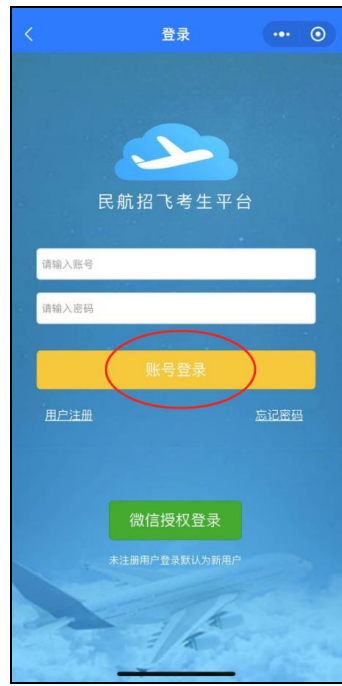 登录
民航招飞考生平台
请输入账号
请输入密码
账号登录
用户注册 忘记密码
微信授权登录
未注册用户登录默认为新用户